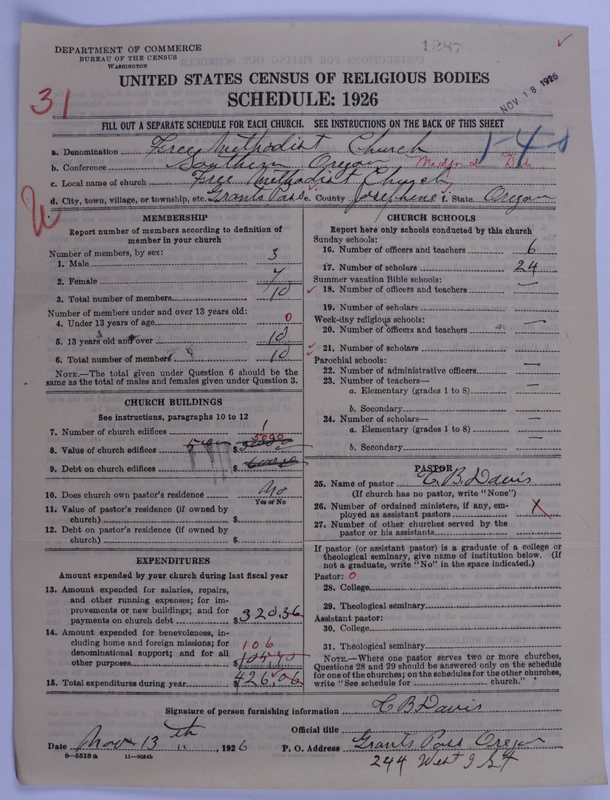 1287
DEPARTMENT OF COMMERCE
BUREAU OF THE CENSUS
WASHINGTON
UNITED STATES CENSUS OF RELIGIOUS BODIES
NOV 18 1926
31
SCHEDULE: 1926
FILL OUT A SEPARATE SCHEDULE FOR EACH CHURCH. SEE INSTRUCTIONS ON THE BACK OF THIS SHEET
a. Denomination Free Methodist Church
b. Conference Southern Oregon Medford Dist
c. Local name of church Free Methodist Church
d. City, town, village, or township, etc. Grants Pass e. County Josephine f. State Oregon
MEMBERSHIP
Report number of members according to definition of
member in your church
Number of members, by sex:
1. Male 3
2. Female 7
3. Total number of members 10
Number of members under and over 13 years old:
4. Under 13 years of age 0
5. 13 years old and over 10
6. Total number of members 10
NOTE.—The total given under Question 6 should be
same as the total of males and females given under Question 3.
CHURCH BUILDINGS
See instructions, paragraphs 10 to 12
7. Number of church edifices 1
8. Value of church edifices $
9. Debt on church edifices $
10. Does church own pastor's residence No
Yes or No
11. Value of pastor's residence (if owned by
church) $
12. Debt on pastor's residence (if owned by
church) $
EXPENDITURES
Amount expended by your church during last fiscal year
13. Amount expended for salaries, repairs,
and other running expenses; for im-
provements or new buildings; and for
payments on church debt $ 320.36
14. Amount expended for benevolences, in-
cluding home and foreign missions; for
denominational support; and for all
other purposes $ 106
15. Total expenditures during year $ 426.06
CHURCH SCHOOLS
Report here only schools conducted by this church
Sunday schools:
16. Number of officers and teachers 6
17. Number of scholars 24
Summer vacation Bible schools:
18. Number of officers and teachers —
19. Number of scholars
Week-day religious schools: —
20. Number of officers and teachers
21. Number of scholars —
Parochial schools:
22. Number of administrative officers —
23. Number of teachers—
a. Elementary (grades 1 to 8) —
b. Secondary
24. Number of scholars—
a. Elementary (grades 1 to 8) —
b. Secondary
PASTOR
25. Name of pastor C. B. Davis
(If church has no pastor, write "None")
26. Number of ordained ministers, if any, em-
ployed as assistant pastors X
27. Number of other churches served by the
pastor or his assistants
If pastor (or assistant pastor) is a graduate of a college or
theological seminary, give name of institution below. (If
not a graduate, write "No" in the space indicated.)
Pastor: 0
28. College
29. Theological seminary
Assistant pastor:
30. College
31. Theological seminary
NOTE.—Where one pastor serves two or more churches,
Questions 28 and 29 should be answered only on the schedule
for one of the churches; on the schedules for the other churches,
write "See schedule for church."
Signature of person furnishing information C B Davis
Official title
Date Nov 13 th, 1926 P. O. Address Grants Pass Oregon
8—5518a 11—9564b 244 West I St